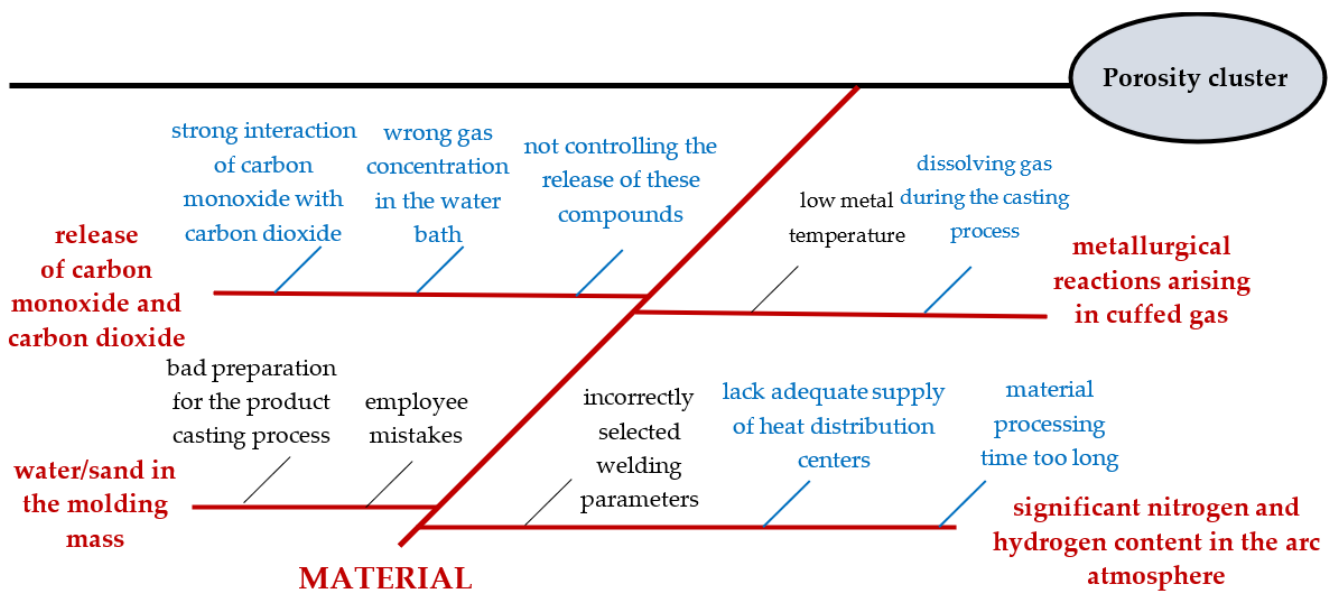 Porosity cluster
strong interaction
of carbon
monoxide with
carbon dioxide
wrong gas
concentration
in the water
bath
not controlling the
release of these
compounds
low metal
temperature
dissolving gas
during the casting
process
release
of carbon
monoxide and
carbon dioxide
metallurgical
reactions arising
in cuffed gas
bad preparation
for the product
casting process
employee
mistakes
incorrectly
selected
welding
parameters
lack adequate supply
of heat distribution
centers
material
processing
time too long
water/sand in
the molding
mass
significant nitrogen and
hydrogen content in the arc
atmosphere
MATERIAL